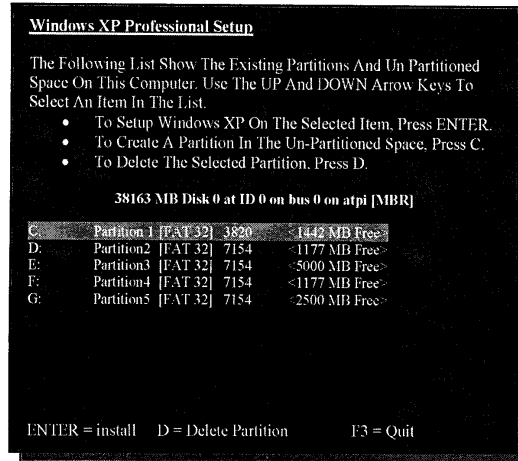 Windows XP Professional Setup
The Following List Show The Existing Partitions And Un Partitioned
Space On This Computer. Use The UP And DOWN Arrow Keys To
Select An Item In The List.
• To Setup Windows XP On The Selected Item, Press ENTER.
• To Create A Partition In The Un-Partitioned Space, Press C.
• To Delete The Selected Partition, Press D.
38163 MB Disk 0 at ID 0 on bus 0 on atpi [MBR]
C: Partition 1 [FAT 32] 3820 <1442 MB Free>
D: Partition2 [FAT 32] 7154 <1177 MB Free>
E: Partition3 [FAT 32] 7154 <5000 MB Free>
F: Partition4 [FAT 32] 7154 <1177 MB Free>
G: Partition5 [FAT 32] 7154 <2500 MB Free>
ENTER = install D = Delete Partition F3 = Quit